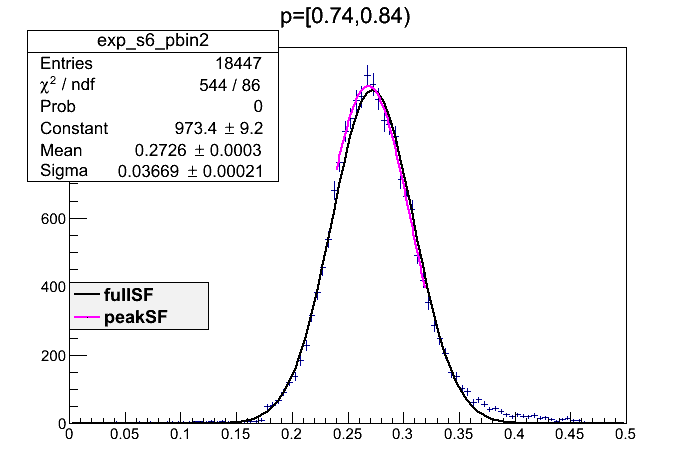 p=[0.74,0.84)
exp_s6_pbin2
Entries 18447
χ² / ndf 544 / 86
Prob 0
Constant 973.4 ± 9.2
Mean 0.2726 ± 0.0003
Sigma 0.03669 ± 0.00021
600
400
fullSF
peakSF
200
0
0 0.05 0.1 0.15 0.2 0.25 0.3 0.35 0.4 0.45 0.5